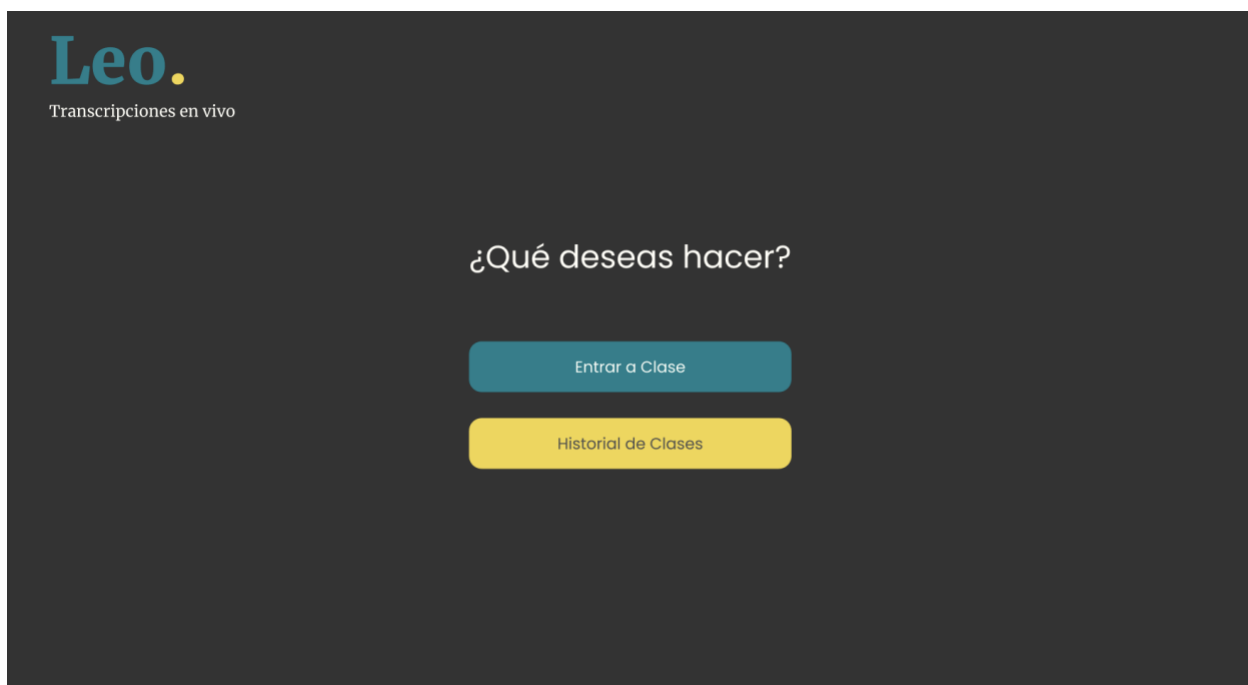 Leo.
Transcripciones en vivo
¿Qué deseas hacer?
Entrar a Clase
Historial de Clases